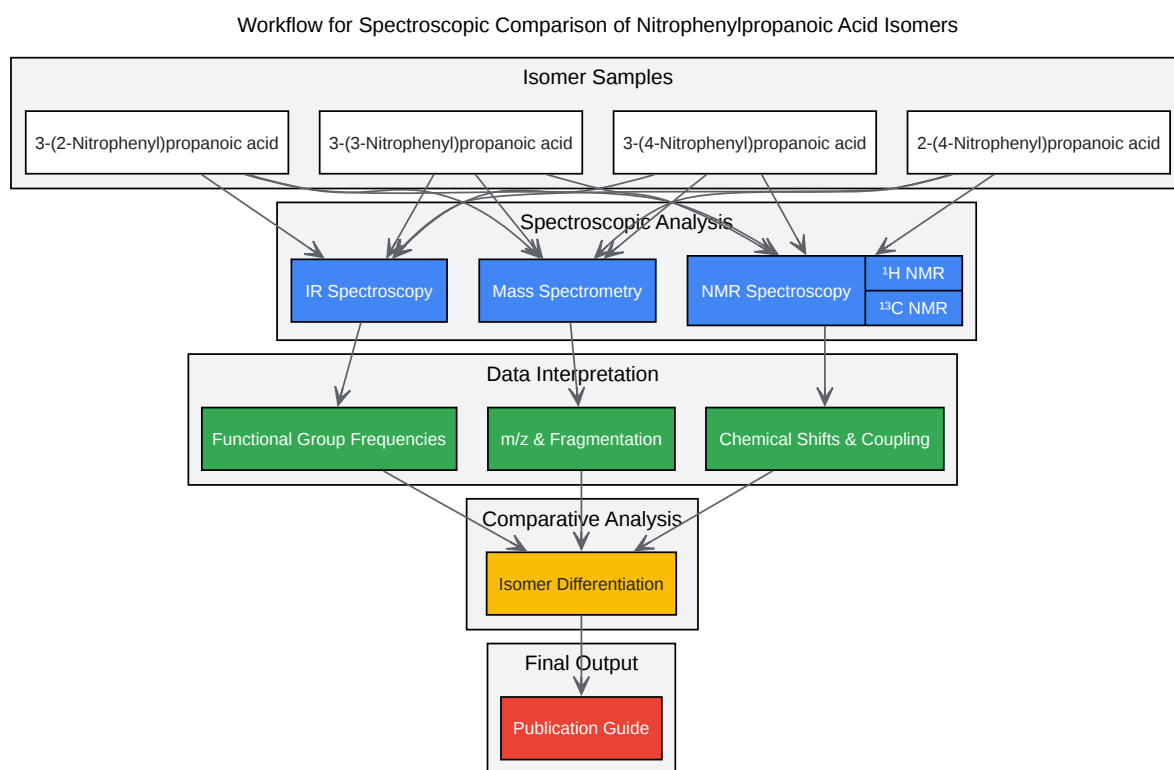 Workflow for Spectroscopic Comparison of Nitrophenylpropanoic Acid Isomers
Isomer Samples
3-(2-Nitrophenyl)propanoic acid
3-(3-Nitrophenyl)propanoic acid
3-(4-Nitrophenyl)propanoic acid
2-(4-Nitrophenyl)propanoic acid
Spectroscopic Analysis
IR Spectroscopy
Mass Spectrometry
NMR Spectroscopy
¹H NMR
¹³C NMR
Data Interpretation
Functional Group Frequencies
m/z & Fragmentation
Chemical Shifts & Coupling
Comparative Analysis
Isomer Differentiation
Final Output
Publication Guide